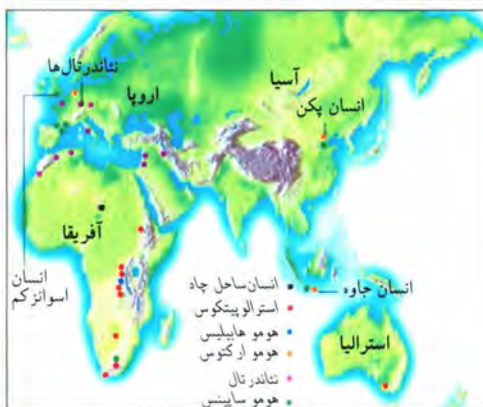 نئاندرتال‌ها
آسیا
اروپا
انسان پکن
آفریقا
انسان
اسوانزکم
انسان جاوه
استرالیا
انسان ساحل چاد
استرالوپیتکوس
هومو هابیلیس
هومو ارکتوس
نئاندرتال
هومو ساپینس